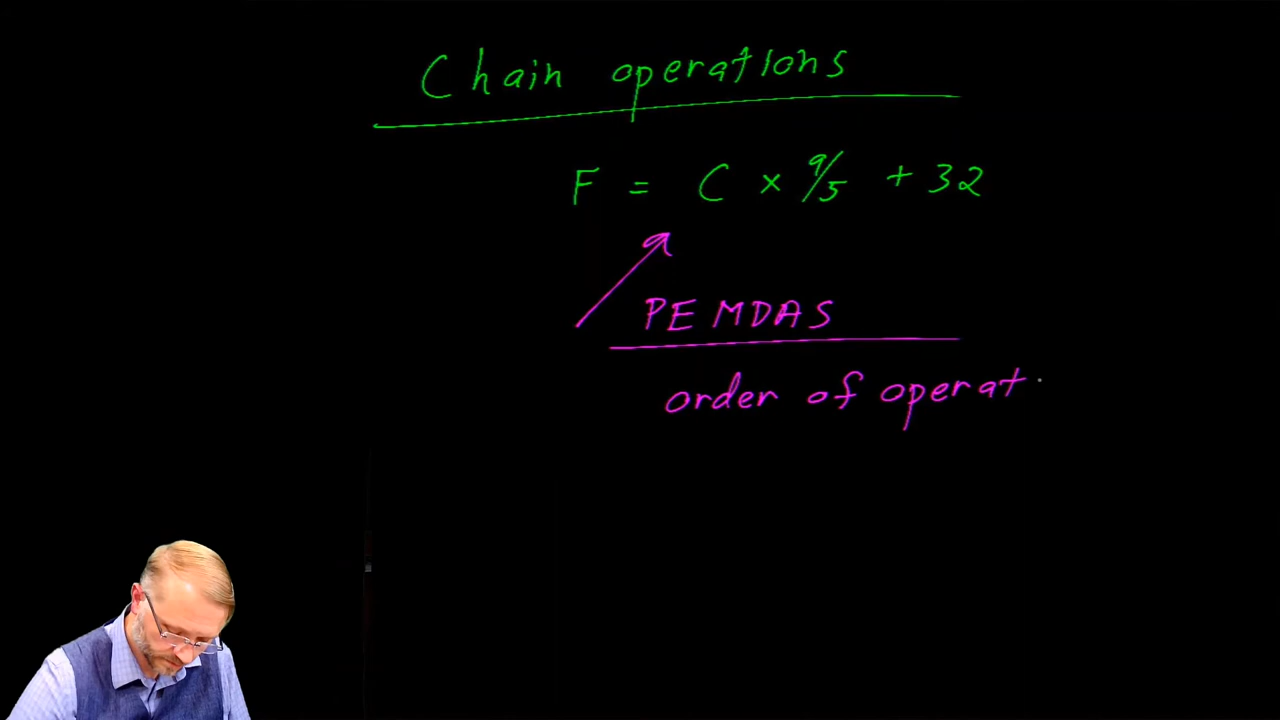 Chain operations
F = C × 9/5 + 32
PEMDAS
order of operat